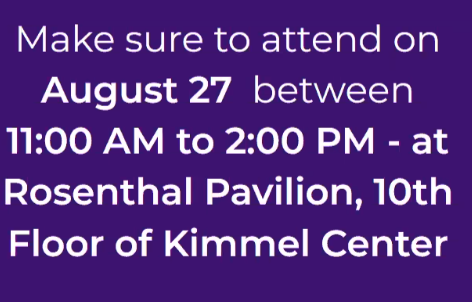 Make sure to attend on
August 27 between
11:00 AM to 2:00 PM - at
Rosenthal Pavilion, 10th
Floor of Kimmel Center